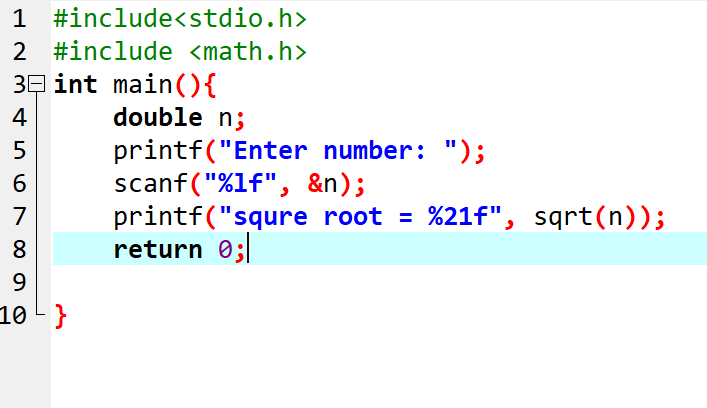 1 #include<stdio.h>
2 #include <math.h>
3 int main(){
4 double n;
5 printf("Enter number: ");
6 scanf("%lf", &n);
7 printf("squre root = %21f", sqrt(n));
8 return 0;
9
10 }